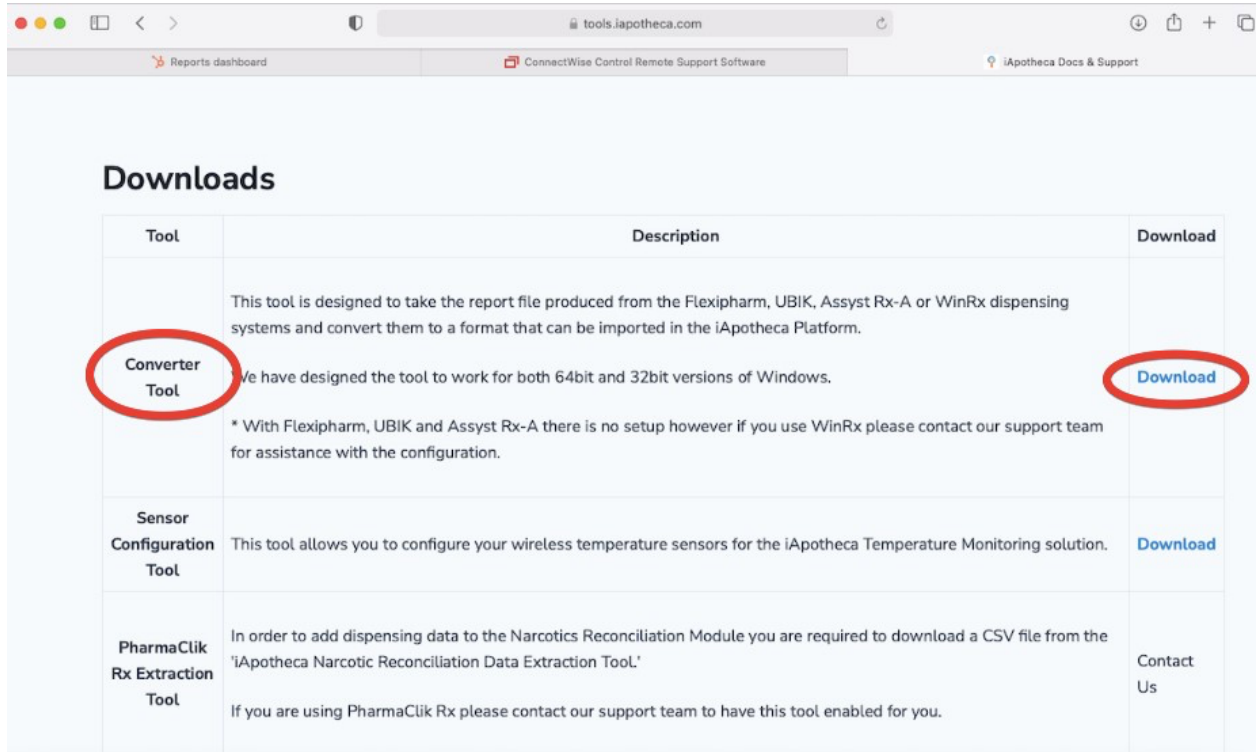 tools.iapotheca.com
Reports dashboard
ConnectWise Control Remote Support Software
iApotheca Docs & Support
Downloads
Tool
Description
Download
Converter
Tool
This tool is designed to take the report file produced from the Flexipharm, UBIK, Assyst Rx-A or WinRx dispensing
systems and convert them to a format that can be imported in the iApotheca Platform.
We have designed the tool to work for both 64bit and 32bit versions of Windows.
* With Flexipharm, UBIK and Assyst Rx-A there is no setup however if you use WinRx please contact our support team
for assistance with the configuration.
Download
Sensor
Configuration
Tool
This tool allows you to configure your wireless temperature sensors for the iApotheca Temperature Monitoring solution.
Download
PharmaClik
Rx Extraction
Tool
In order to add dispensing data to the Narcotics Reconciliation Module you are required to download a CSV file from the
'iApotheca Narcotic Reconciliation Data Extraction Tool.'
If you are using PharmaClik Rx please contact our support team to have this tool enabled for you.
Contact
Us